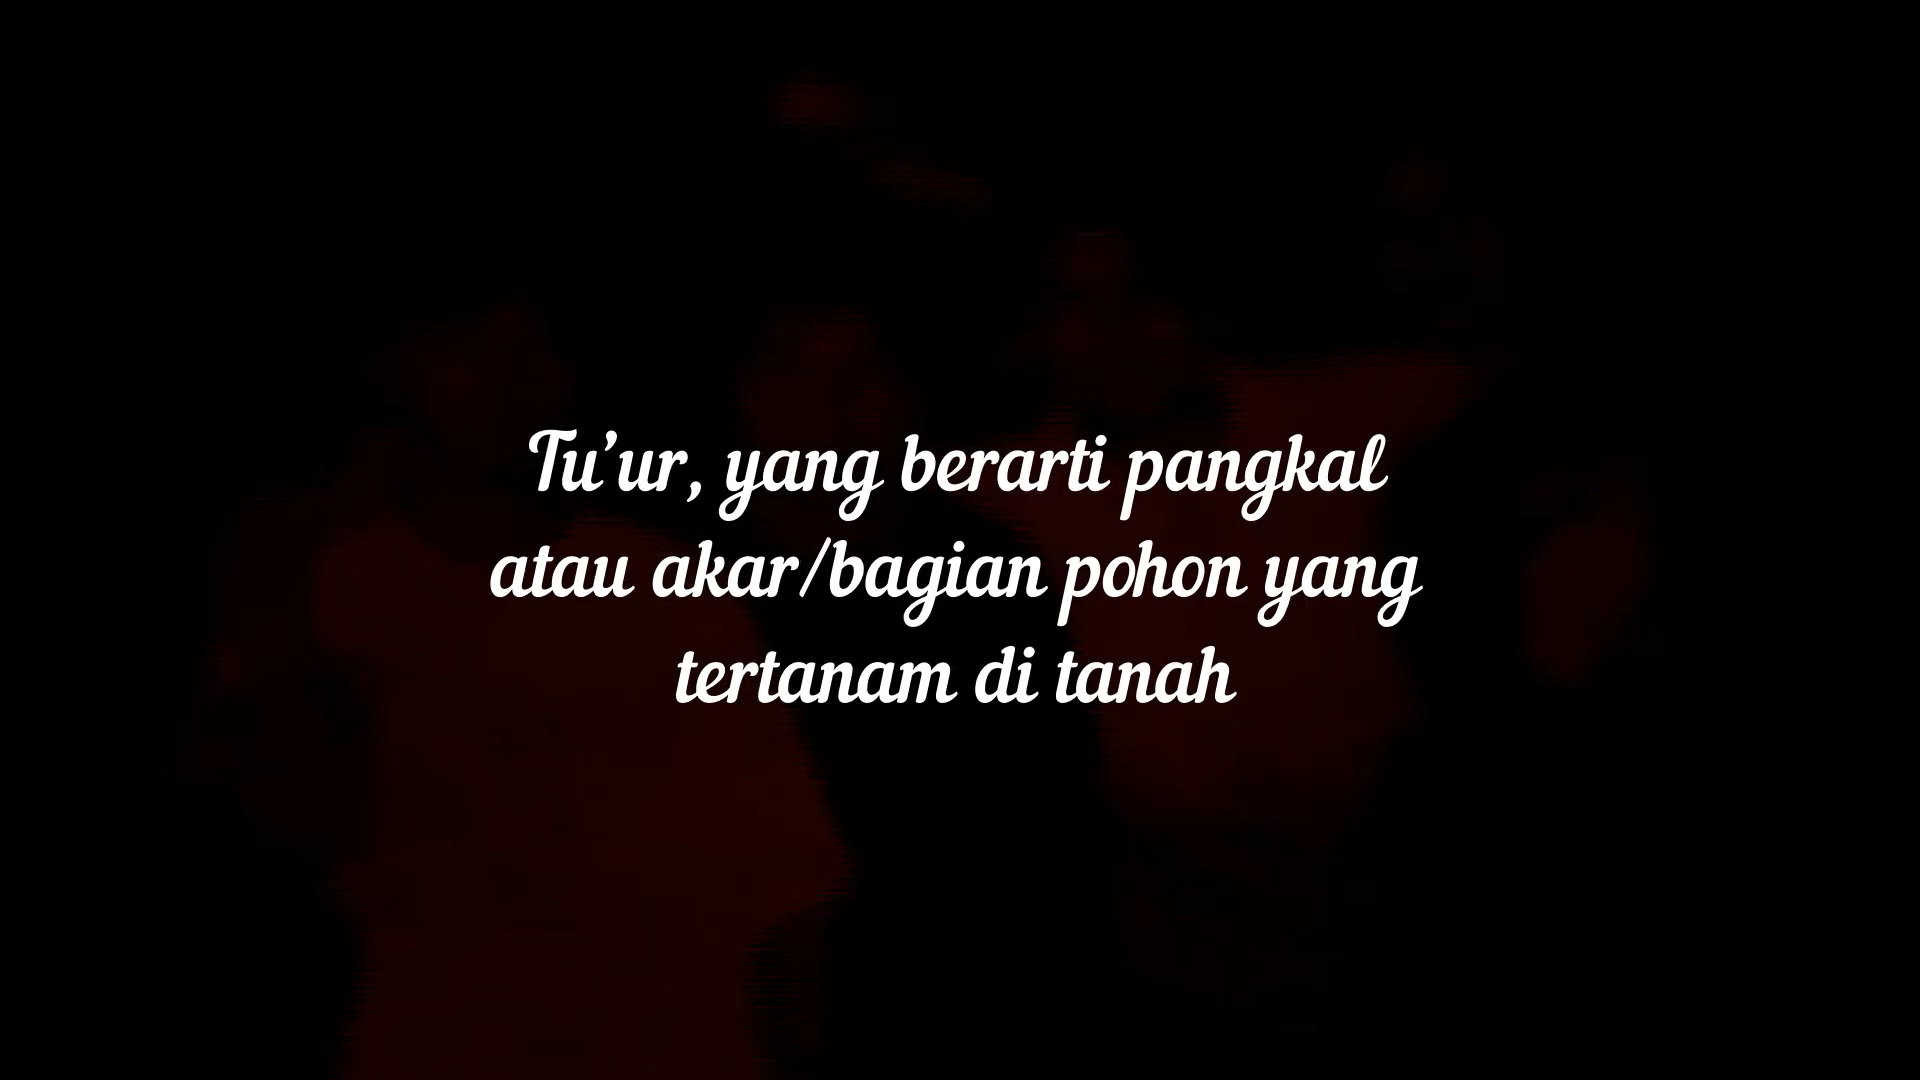 Tu’ur, yang berarti pangkal
atau akar/bagian pohon yang
tertanam di tanah